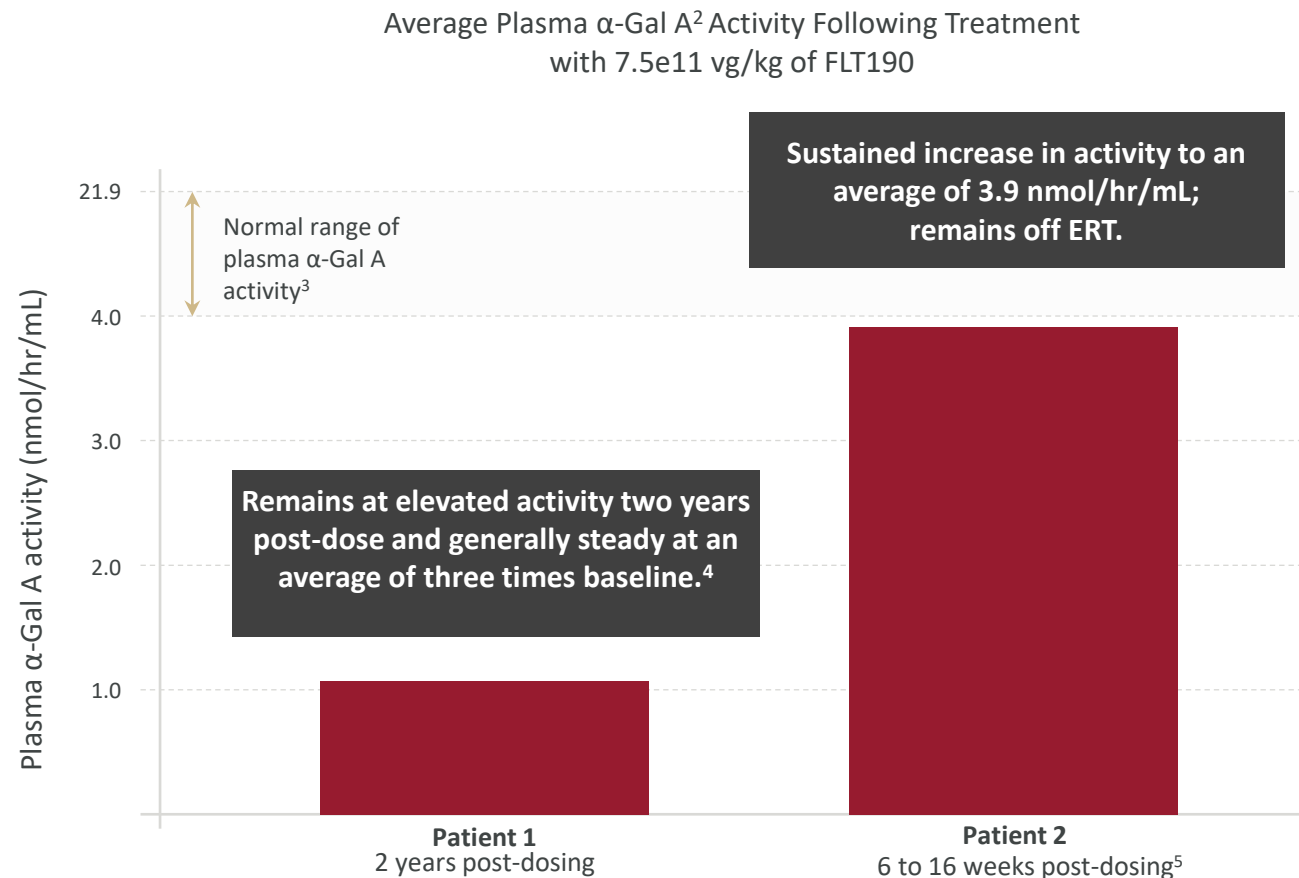 Average Plasma α-Gal A² Activity Following Treatment
with 7.5e11 vg/kg of FLT190
Sustained increase in activity to an
average of 3.9 nmol/hr/mL;
remains off ERT.
21.9
Normal range of
plasma α-Gal A
activity³
4.0
3.0
Remains at elevated activity two years
post-dose and generally steady at an
average of three times baseline.⁴
2.0
1.0
Plasma α-Gal A activity (nmol/hr/mL)
Patient 1
2 years post-dosing
Patient 2
6 to 16 weeks post-dosing⁵